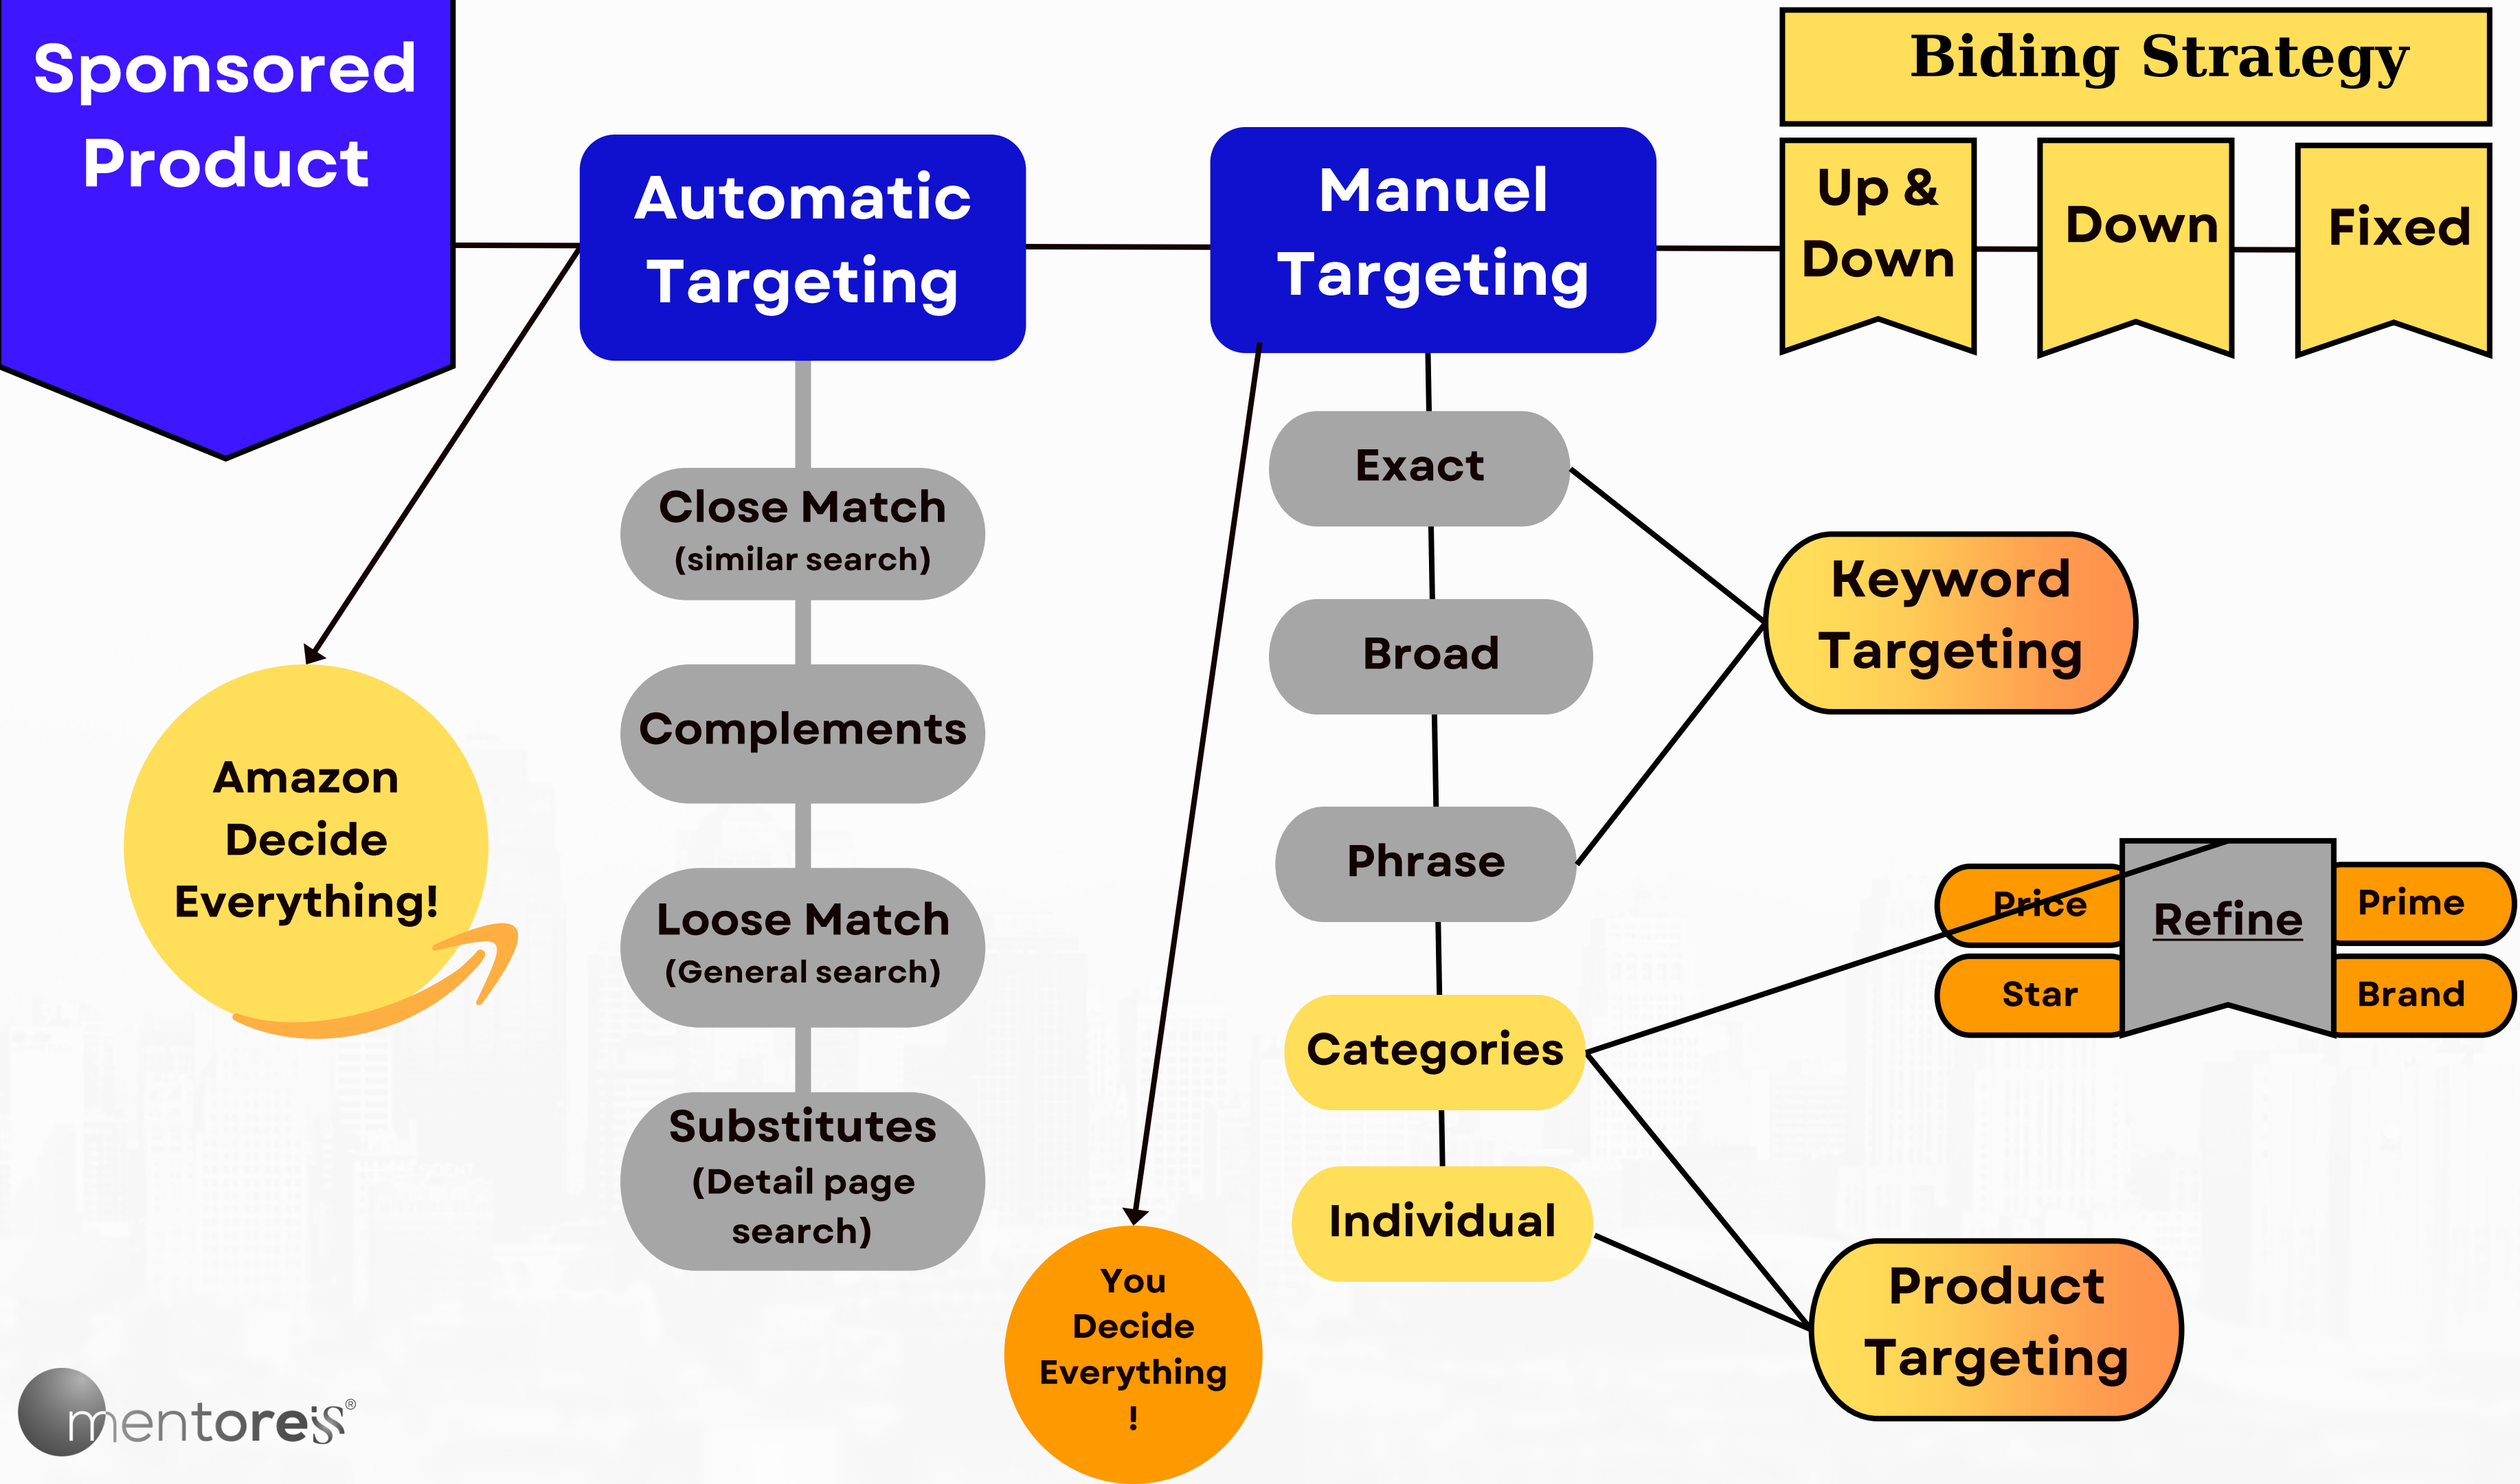 Sponsored
Product
Automatic
Targeting
Manuel
Targeting
Biding Strategy
Up &
Down
Down
Fixed
Amazon
Decide
Everything!
Close Match
(similar search)
Complements
Loose Match
(General search)
Substitutes
(Detail page
search)
You
Decide
Everything
!
Exact
Broad
Phrase
Categories
Individual
Keyword
Targeting
Price
Star
Refine
Prime
Brand
Product
Targeting
mentoreiss®